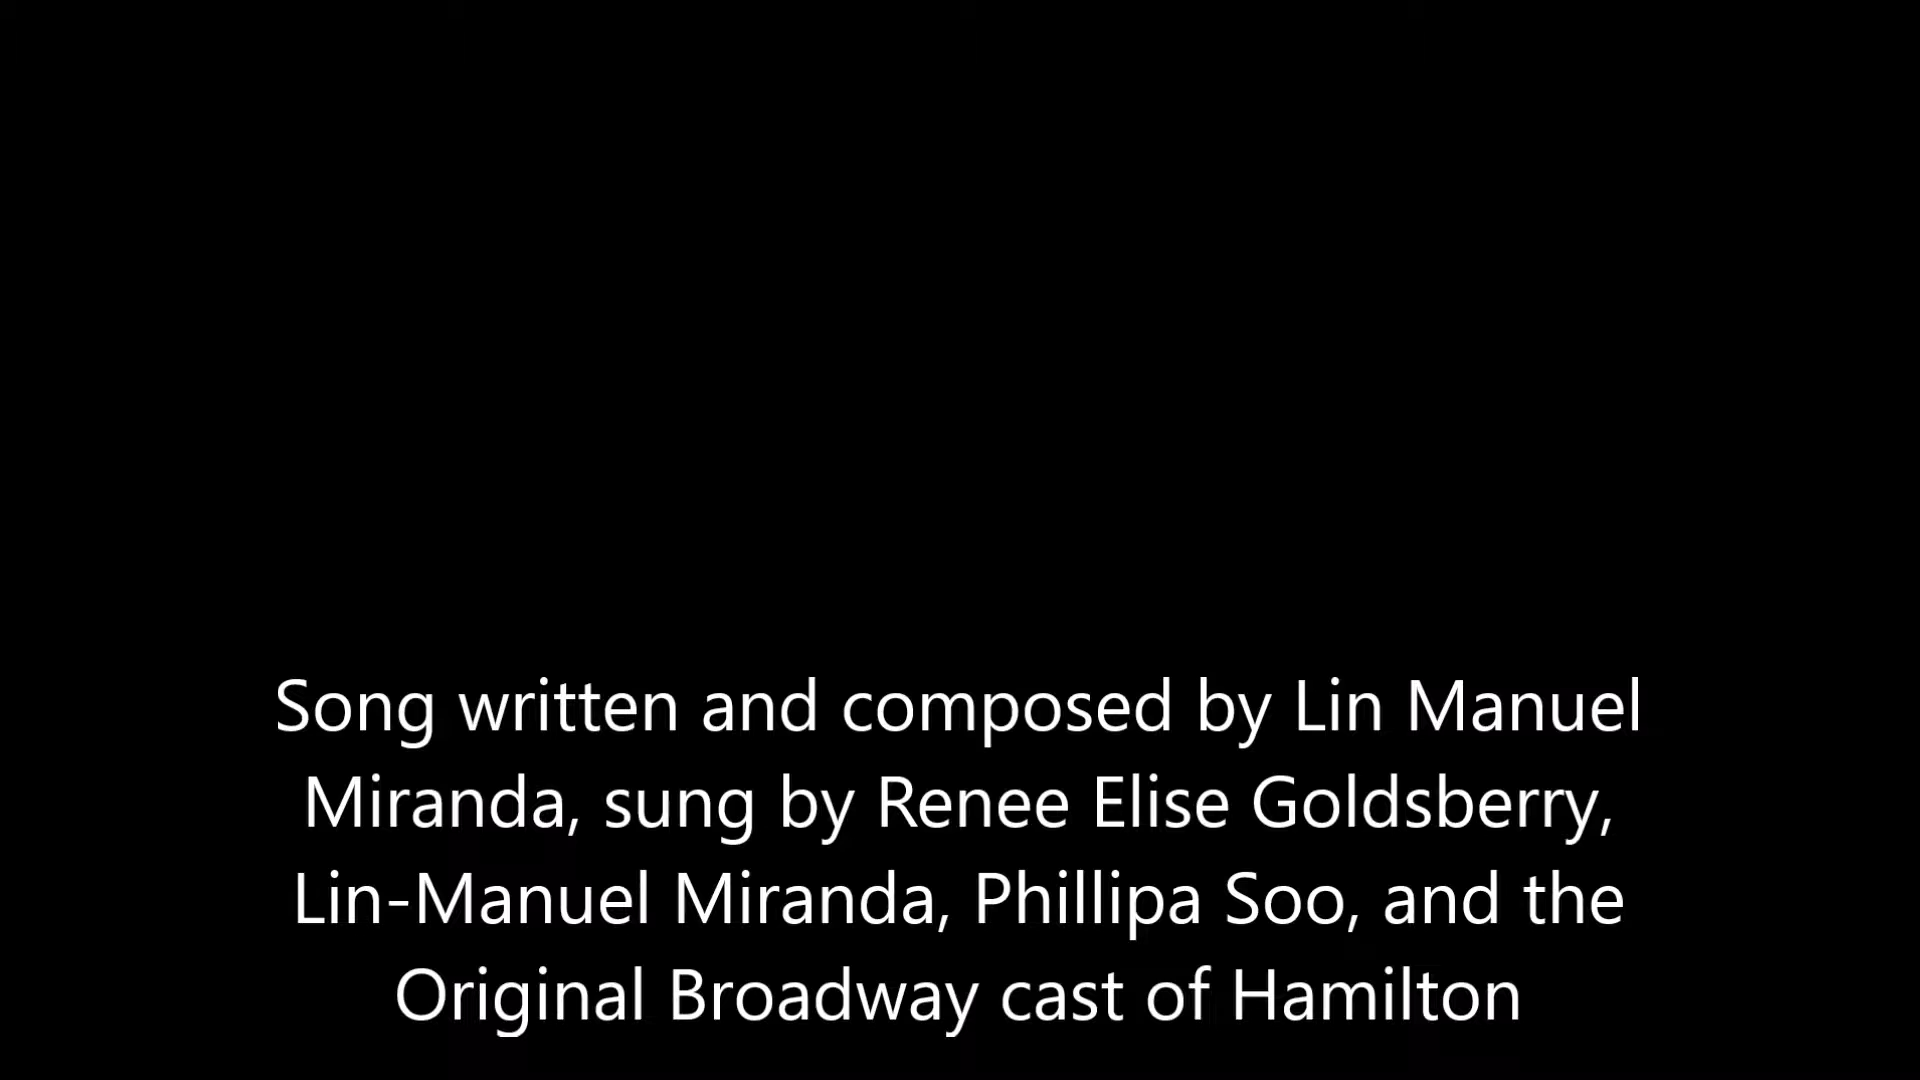 Song written and composed by Lin Manuel
Miranda, sung by Renee Elise Goldsberry,
Lin-Manuel Miranda, Phillipa Soo, and the
Original Broadway cast of Hamilton